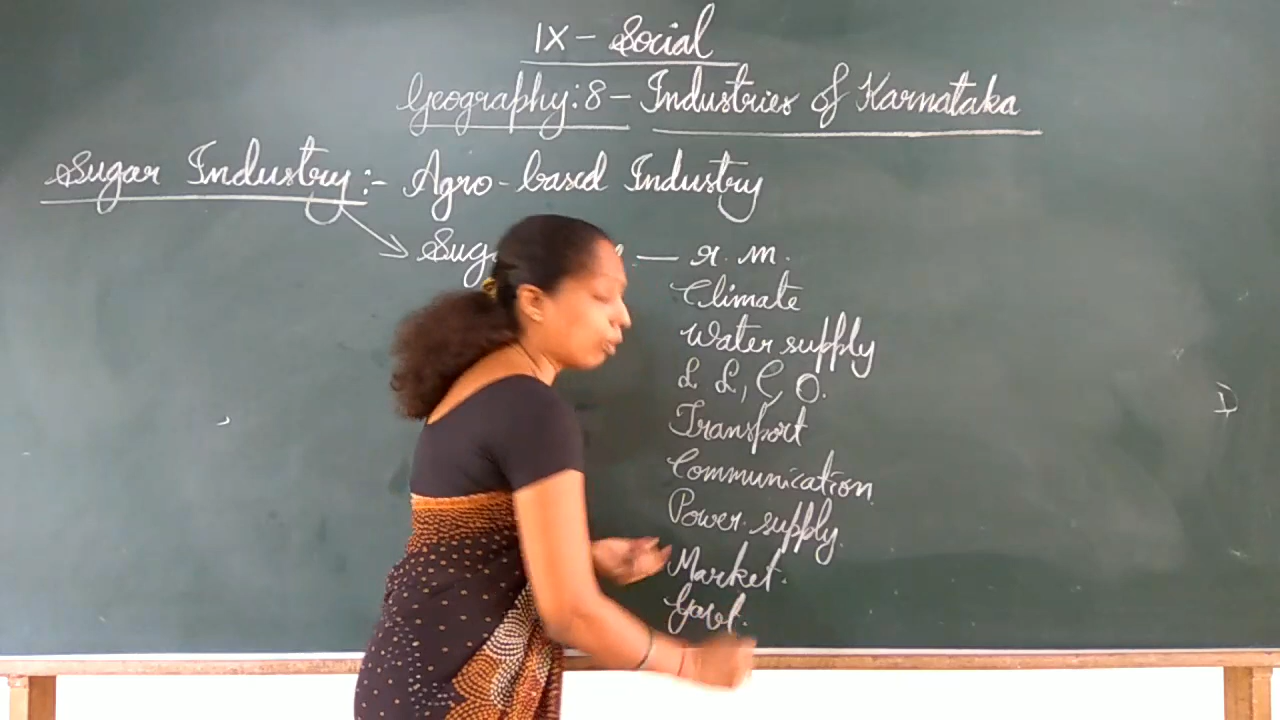 IX - Social
Geography: 8 - Industries of Karnataka
Sugar Industry :- Agro-based Industry
— r. m.
Climate
Water supply
L L, C, O.
Transport
Communication.
Power supply.
Market.
Govt.
D